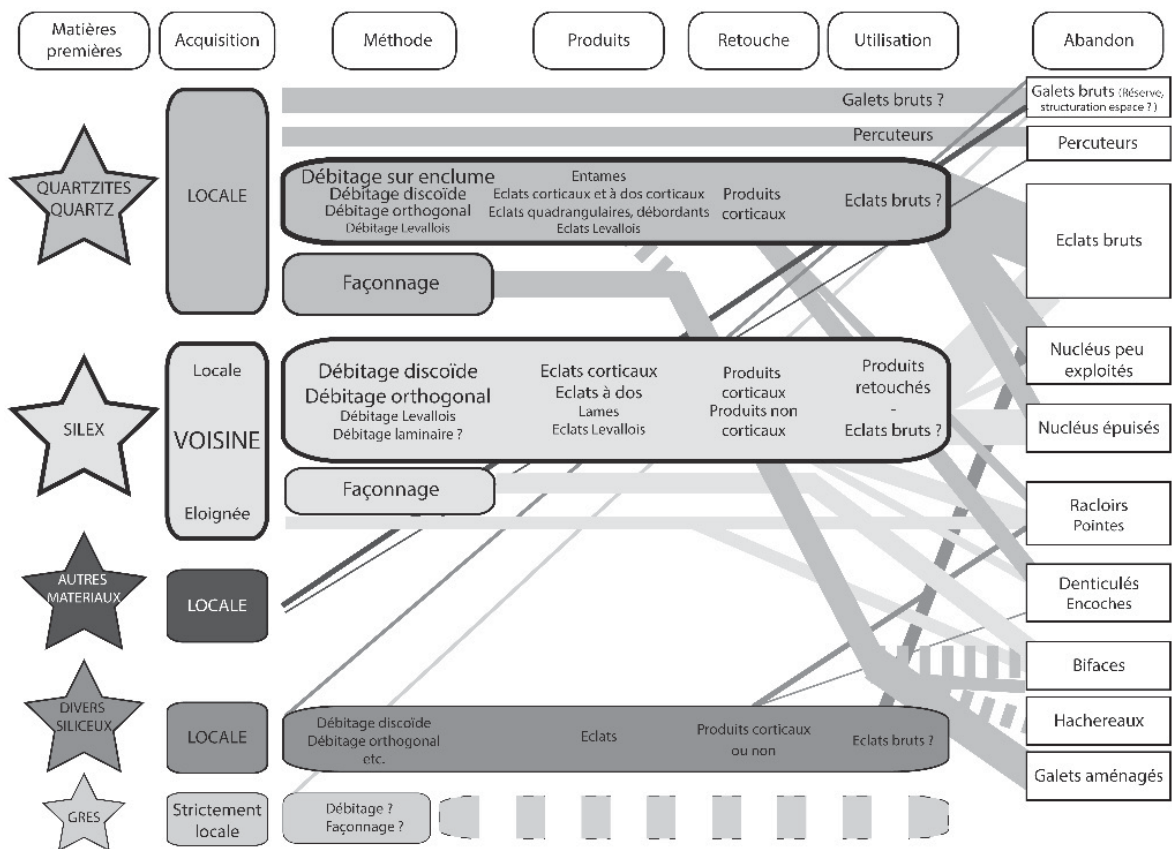 Matières
premières
Acquisition
Méthode
Produits
Retouche
Utilisation
Abandon
QUARTZITES
QUARTZ
LOCALE
Galets bruts ?
Percuteurs
Débitage sur enclume
Débitage discoïde
Débitage orthogonal
Débitage Levallois
Entames
Eclats corticaux et à dos corticaux
Eclats quadrangulaires, débordants
Eclats Levallois
Produits
corticaux
Eclats bruts ?
Façonnage
SILEX
Locale
VOISINE
Eloignée
Débitage discoïde
Débitage orthogonal
Débitage Levallois
Débitage laminaire ?
Eclats corticaux
Eclats à dos
Lames
Eclats Levallois
Produits
corticaux
Produits non
corticaux
Produits
retouchés
-
Eclats bruts ?
Façonnage
AUTRES
MATERIAUX
LOCALE
DIVERS
SILICEUX
LOCALE
Débitage discoïde
Débitage orthogonal
etc.
Eclats
Produits corticaux
ou non
Eclats bruts ?
GRES
Strictement
locale
Débitage ?
Façonnage ?
Galets bruts (Réserve,
structuration espace ? )
Percuteurs
Eclats bruts
Nucléus peu
exploités
Nucléus épuisés
Racloirs
Pointes
Denticulés
Encoches
Bifaces
Hachereaux
Galets aménagés